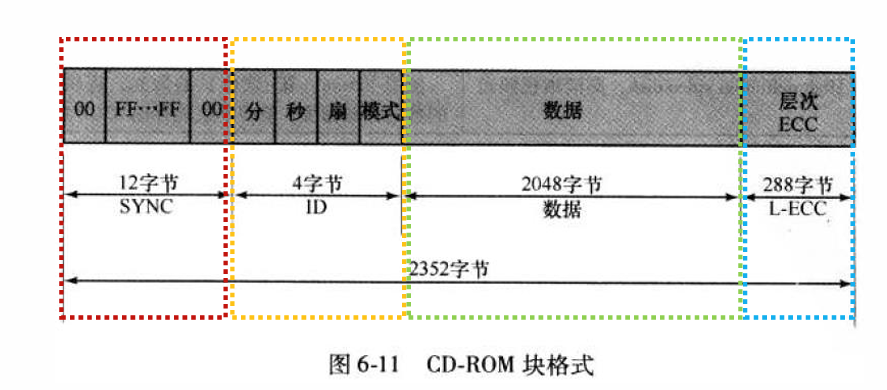 00 FF···FF 00 分 秒 扇 模式 数据 层次
ECC
12字节 4字节 2048字节 288字节
SYNC ID 数据 L-ECC
2352字节
图 6-11 CD-ROM 块格式